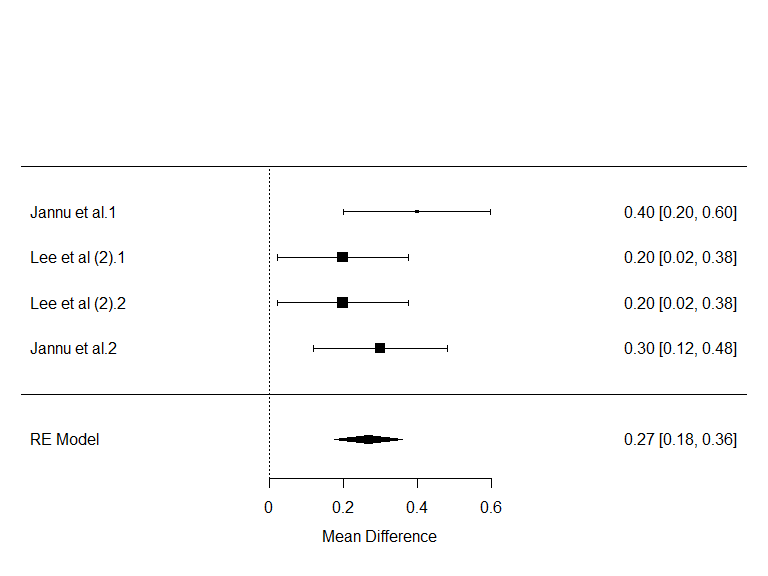 Jannu et al.1 0.40 [0.20, 0.60]
Lee et al (2).1 0.20 [0.02, 0.38]
Lee et al (2).2 0.20 [0.02, 0.38]
Jannu et al.2 0.30 [0.12, 0.48]
RE Model 0.27 [0.18, 0.36]
0 0.2 0.4 0.6
Mean Difference